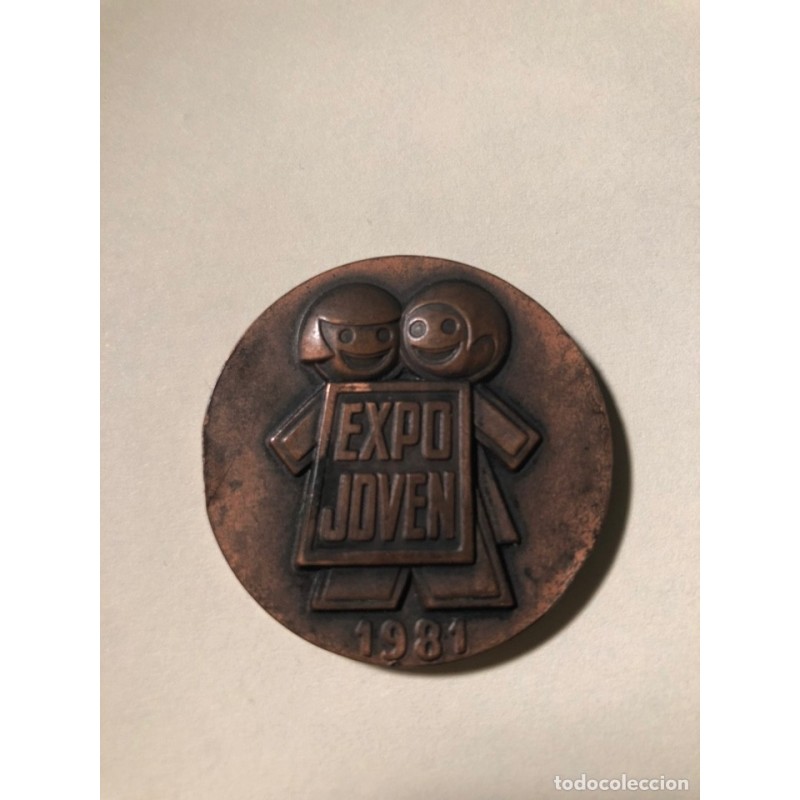 EXPO
JOVEN
1981
todocoleccion